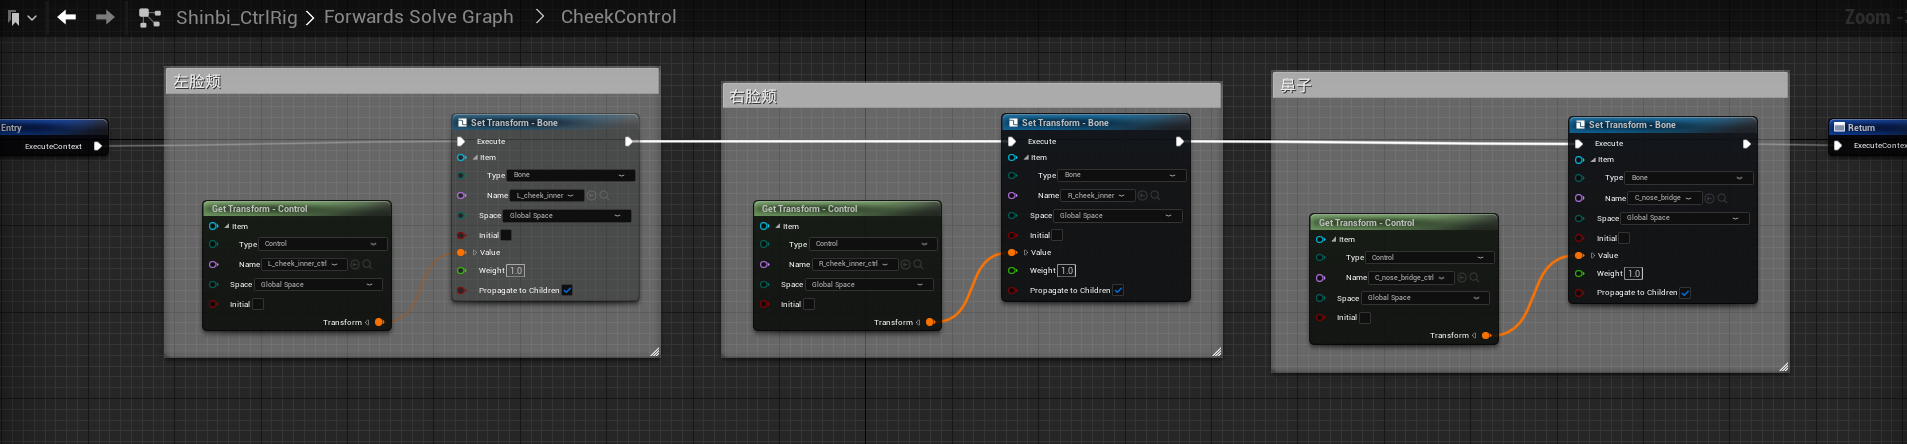 Shinbi_CtrlRig > Forwards Solve Graph > CheekControl
Zoom -
左脸颊
Entry
ExecuteContext
Get Transform - Control
Item
Type Control
Name L_cheek_inner_ctrl
Space Global Space
Initial
Transform
Set Transform - Bone
Execute
Item
Type Bone
Name L_cheek_inner
Space Global Space
Initial
Value
Weight 1.0
Propagate to Children
右脸颊
Get Transform - Control
Item
Type Control
Name R_cheek_inner_ctrl
Space Global Space
Initial
Transform
Set Transform - Bone
Execute
Item
Type Bone
Name R_cheek_inner
Space Global Space
Initial
Value
Weight 1.0
Propagate to Children
鼻子
Get Transform - Control
Item
Type Control
Name C_nose_bridge_ctrl
Space Global Space
Initial
Transform
Set Transform - Bone
Execute
Item
Type Bone
Name C_nose_bridge
Space Global Space
Initial
Value
Weight 1.0
Propagate to Children
Return
ExecuteContex